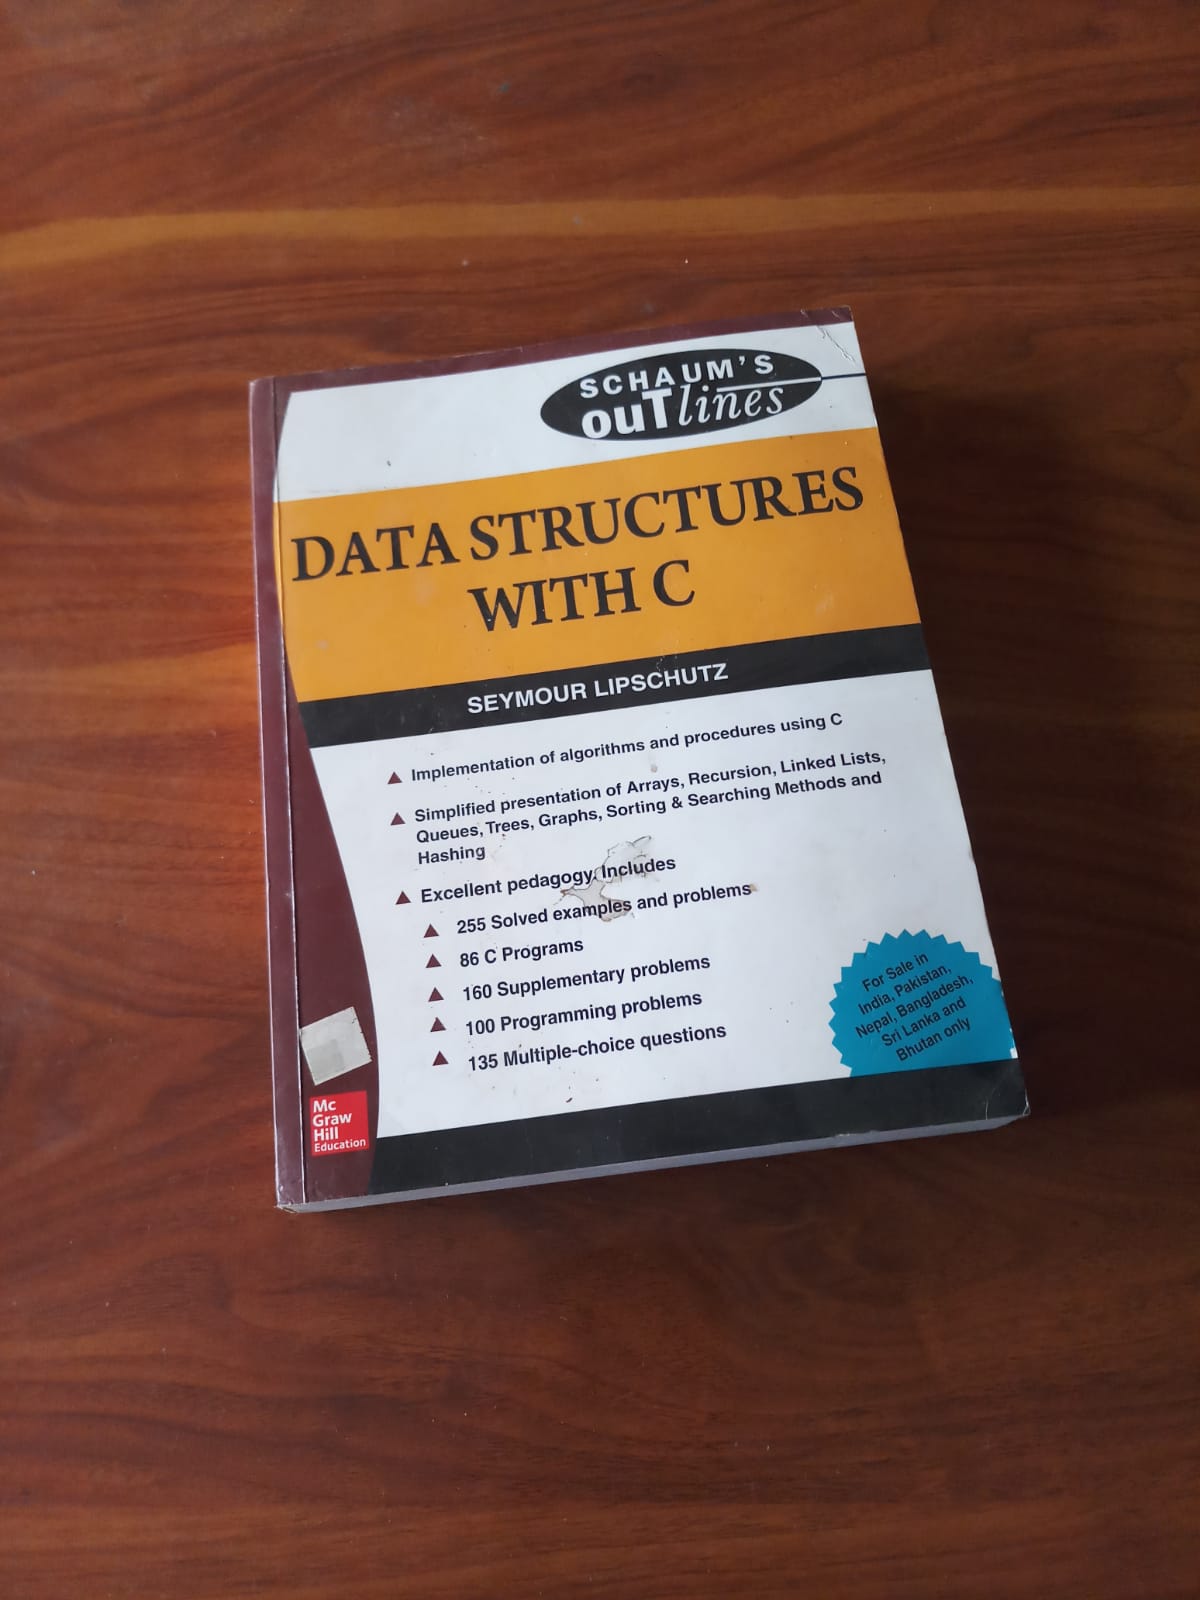 SCHAUM'S
ouTlines
DATA STRUCTURES
WITH C
SEYMOUR LIPSCHUTZ
Implementation of algorithms and procedures using C
Simplified presentation of Arrays, Recursion, Linked Lists,
Queues, Trees, Graphs, Sorting & Searching Methods and
Hashing
Excellent pedagogy Includes
255 Solved examples and problems
86 C Programs
160 Supplementary problems
100 Programming problems
135 Multiple-choice questions
For Sale in
India, Pakistan,
Nepal, Bangladesh,
Sri Lanka and
Bhutan only
Mc
Graw
Hill
Education